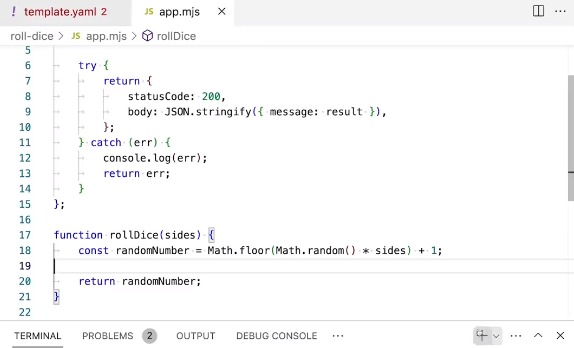 ! template.yaml 2 JS app.mjs ×
roll-dice > JS app.mjs > rollDice
5
6 try {
7 return {
8 statusCode: 200,
9 body: JSON.stringify({ message: result }),
10 };
11 } catch (err) {
12 console.log(err);
13 return err;
14 }
15 };
16
17 function rollDice(sides) {
18 const randomNumber = Math.floor(Math.random() * sides) + 1;
19
20 return randomNumber;
21 }
22
TERMINAL PROBLEMS 2 OUTPUT DEBUG CONSOLE ...